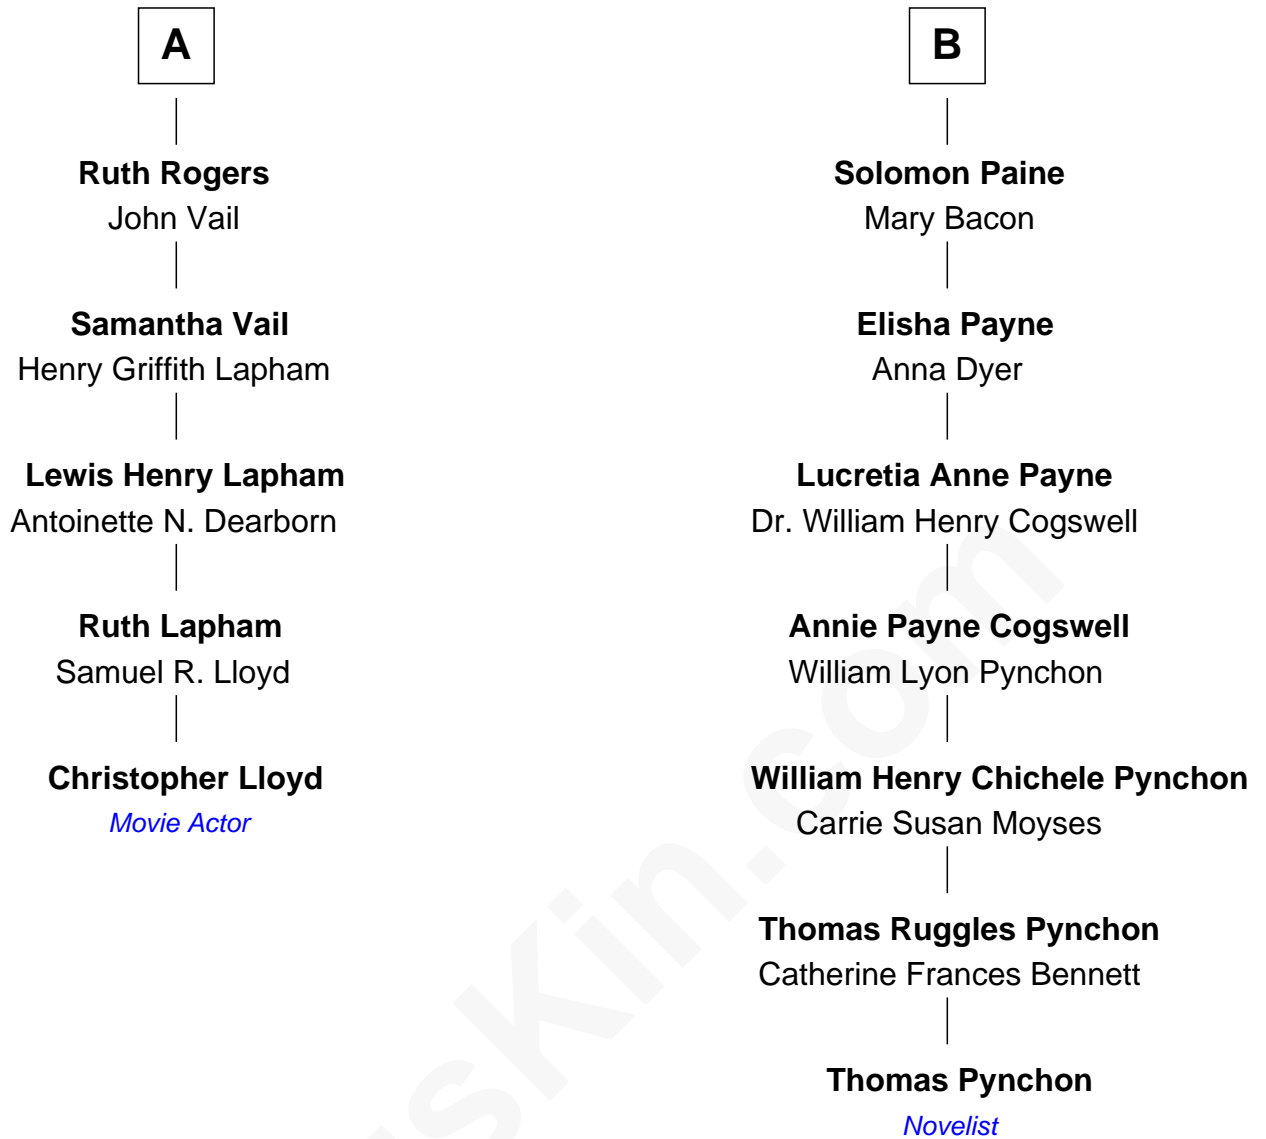 A
Ruth Rogers
John Vail
Samantha Vail
Henry Griffith Lapham
Lewis Henry Lapham
Antoinette N. Dearborn
Ruth Lapham
Samuel R. Lloyd
Christopher Lloyd
Movie Actor
B
Solomon Paine
Mary Bacon
Elisha Payne
Anna Dyer
Lucretia Anne Payne
Dr. William Henry Cogswell
Annie Payne Cogswell
William Lyon Pynchon
William Henry Chichele Pynchon
Carrie Susan Moyses
Thomas Ruggles Pynchon
Catherine Frances Bennett
Thomas Pynchon
Novelist
sKin.com